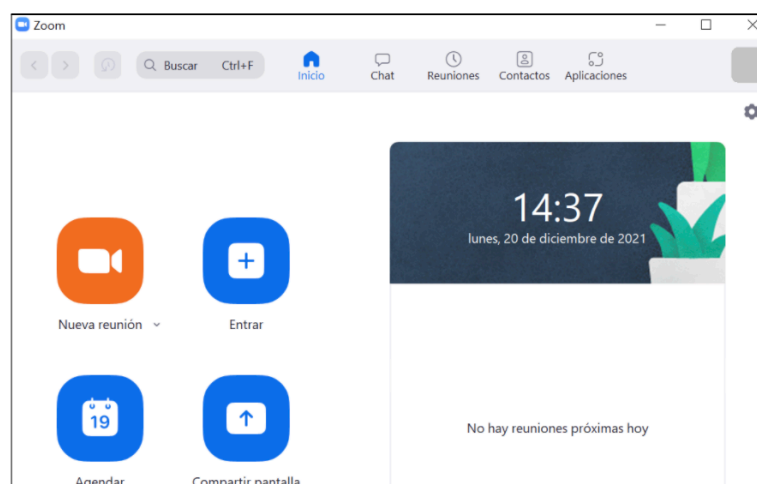 Zoom
Buscar Ctrl+F
Inicio
Chat
Reuniones
Contactos
Aplicaciones
14:37
lunes, 20 de diciembre de 2021
Nueva reunión
Entrar
19
Agendar
Compartir pantalla
No hay reuniones próximas hoy